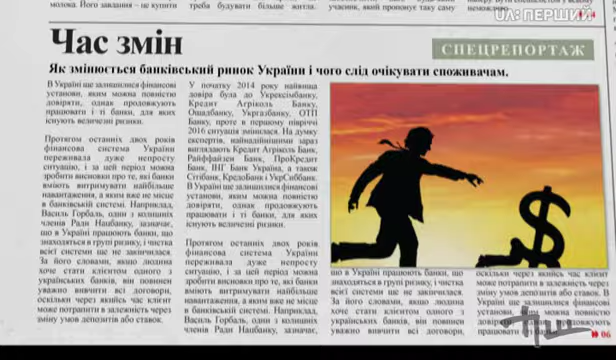 молока. Його завдання – це купити
треба будувати більше житла.
учасник, який пропонує таку саму
UA: ПЕРШИЙ
Час змін
СПЕЦРЕПОРТАЖ
Як змінюється банківський ринок України і чого слід очікувати споживачам.
В Україні ще залишилися фінансові
установи, яким можна повністю
довіряти, однак продовжують
працювати і ті банки, для яких
існують величезні ризики.
Протягом останніх двох років
фінансова система України
переживала дуже непросту
ситуацію, і за цей період можна
зробити висновки про те, які банки
вміють витримувати найбільше
навантаження, а яким вже не місце
в банківській системі. Наприклад,
Василь Горбаль, один з колишніх
членів Ради Нацбанку, зазначає,
що в Україні працюють банки, що
знаходяться в групі ризику, і чистка
всієї системи ще не закінчилася.
За його словами, якщо людина
хоче стати клієнтом одного з
українських банків, він повинен
уважно вивчити всі договори,
оскільки через якийсь час клієнт
може потрапити в залежність через
зміну умов депозитів або ставок.
У початку 2014 року найвища
довіра була до Укрексімбанку,
Кредит Агріколь Банку,
Ощадбанку, Укргазбанку, ОТП
Банку, проте в першому півріччі
2016 ситуація змінилася. На думку
експертів, найнадійнішими зараз
виглядають Кредит Агріколь Банк,
Райффайзен Банк, ПроКредит
Банк, ІНГ Банк Україна, а також
Сітібанк, КредоБанк і УкрСиббанк.
В Україні ще залишилися фінансові
установи, яким можна повністю
довіряти, однак продовжують
працювати і ті банки, для яких
існують величезні ризики.
Протягом останніх двох років
фінансова система України
переживала дуже непросту
ситуацію, і за цей період можна
зробити висновки про те, які банки
вміють витримувати найбільше
навантаження, а яким вже не місце
в банківській системі. Наприклад,
Василь Горбаль, один з колишніх
членів Ради Нацбанку, зазначає,
що в Україні працюють банки, що
знаходяться в групі ризику, і чистка
всієї системи ще не закінчилася.
За його словами, якщо людина
хоче стати клієнтом одного з
українських банків, він повинен
уважно вивчити всі договори,
оскільки через якийсь час клієнт
може потрапити в залежність через
зміну умов депозитів або ставок.
В Україні ще залишилися фінансові
установи, яким можна повністю
довіряти, однак продовжують
працювати і ті
06